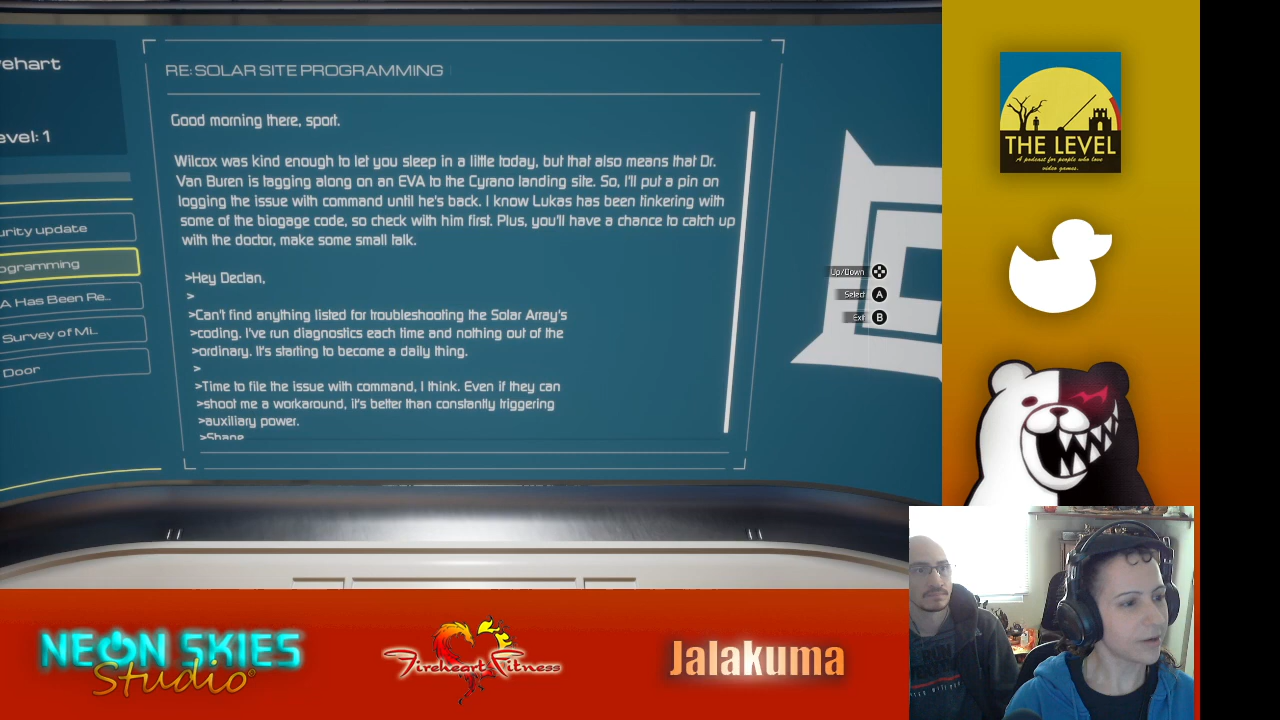 ehart
evel: 1
urity update
ogramming
A Has Been Re...
Survey of Mi...
Door
RE: SOLAR SITE PROGRAMMING
Good morning there, sport.
Wilcox was kind enough to let you sleep in a little today, but that also means that Dr.
Van Buren is tagging along on an EVA to the Cyrano landing site. So, I'll put a pin on
logging the issue with command until he's back. I know Lukas has been tinkering with
some of the biogage code, so check with him first. Plus, you'll have a chance to catch up
with the doctor, make some small talk.
>Hey Declan,
>
>Can't find anything listed for troubleshooting the Solar Array's
>coding. I've run diagnostics each time and nothing out of the
>ordinary. It's starting to become a daily thing.
>
>Time to file the issue with command, I think. Even if they can
>shoot me a workaround, it's better than constantly triggering
>auxiliary power.
>Shane
Up/Down
Select A
Exit B
THE LEVEL
A podcast for people who love
video games.
NEON SKIES
Studio
Fireheart Fitness
Jalakuma